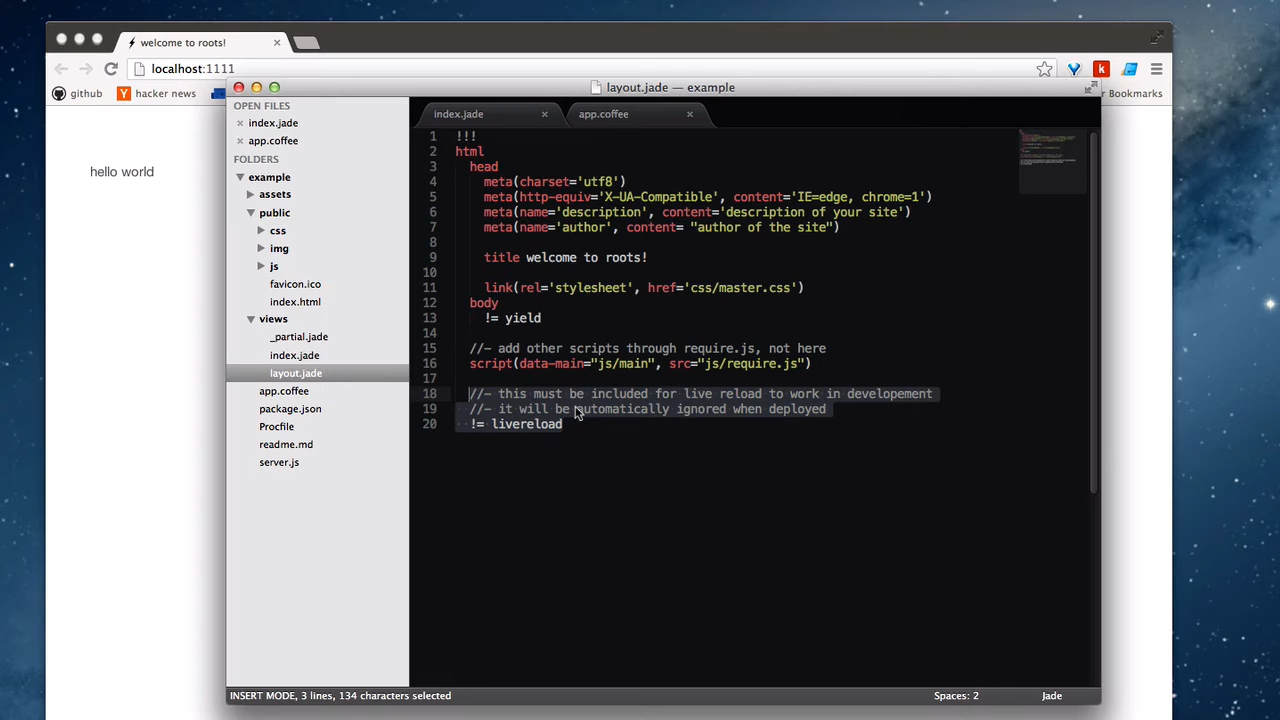 welcome to roots!
localhost:1111
github
hacker news
r Bookmarks
hello world
layout.jade — example
OPEN FILES
index.jade
app.coffee
FOLDERS
example
assets
public
css
img
js
favicon.ico
index.html
views
_partial.jade
index.jade
layout.jade
app.coffee
package.json
Procfile
readme.md
server.js
index.jade
app.coffee
1 !!!
2 html
3 head
4 meta(charset='utf8')
5 meta(http-equiv='X-UA-Compatible', content='IE=edge, chrome=1')
6 meta(name='description', content='description of your site')
7 meta(name='author', content= "author of the site")
8
9 title welcome to roots!
10
11 link(rel='stylesheet', href='css/master.css')
12 body
13 != yield
14
15 //- add other scripts through require.js, not here
16 script(data-main="js/main", src="js/require.js")
17
18 //- this must be included for live reload to work in developement
19 //- it will be automatically ignored when deployed
20 != livereload
INSERT MODE, 3 lines, 134 characters selected
Spaces: 2
Jade